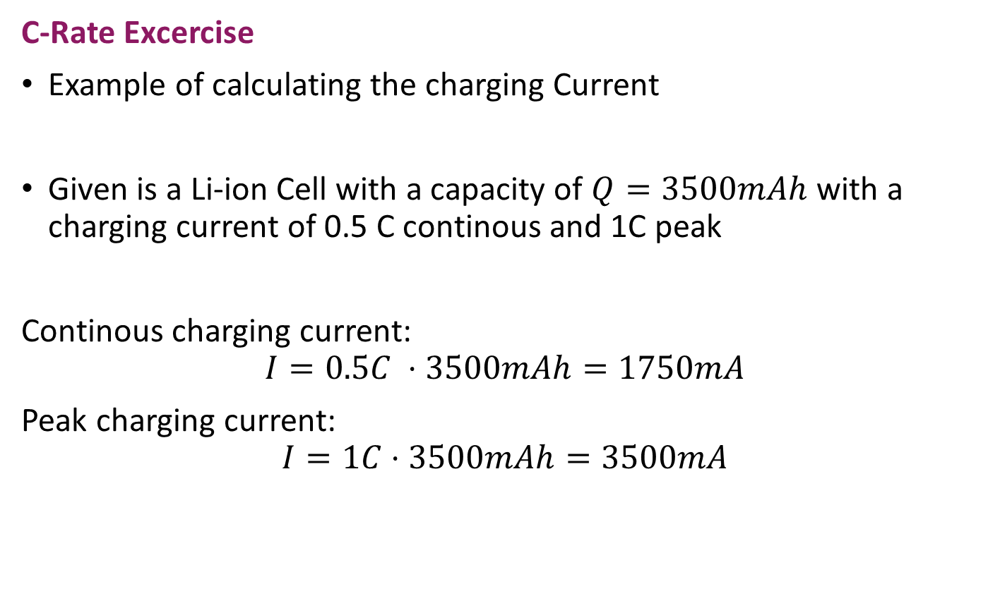 C-Rate Excercise
• Example of calculating the charging Current
• Given is a Li-ion Cell with a capacity of Q = 3500mAh with a
charging current of 0.5 C continous and 1C peak
Continous charging current:
I = 0.5C · 3500mAh = 1750mA
Peak charging current:
I = 1C · 3500mAh = 3500mA